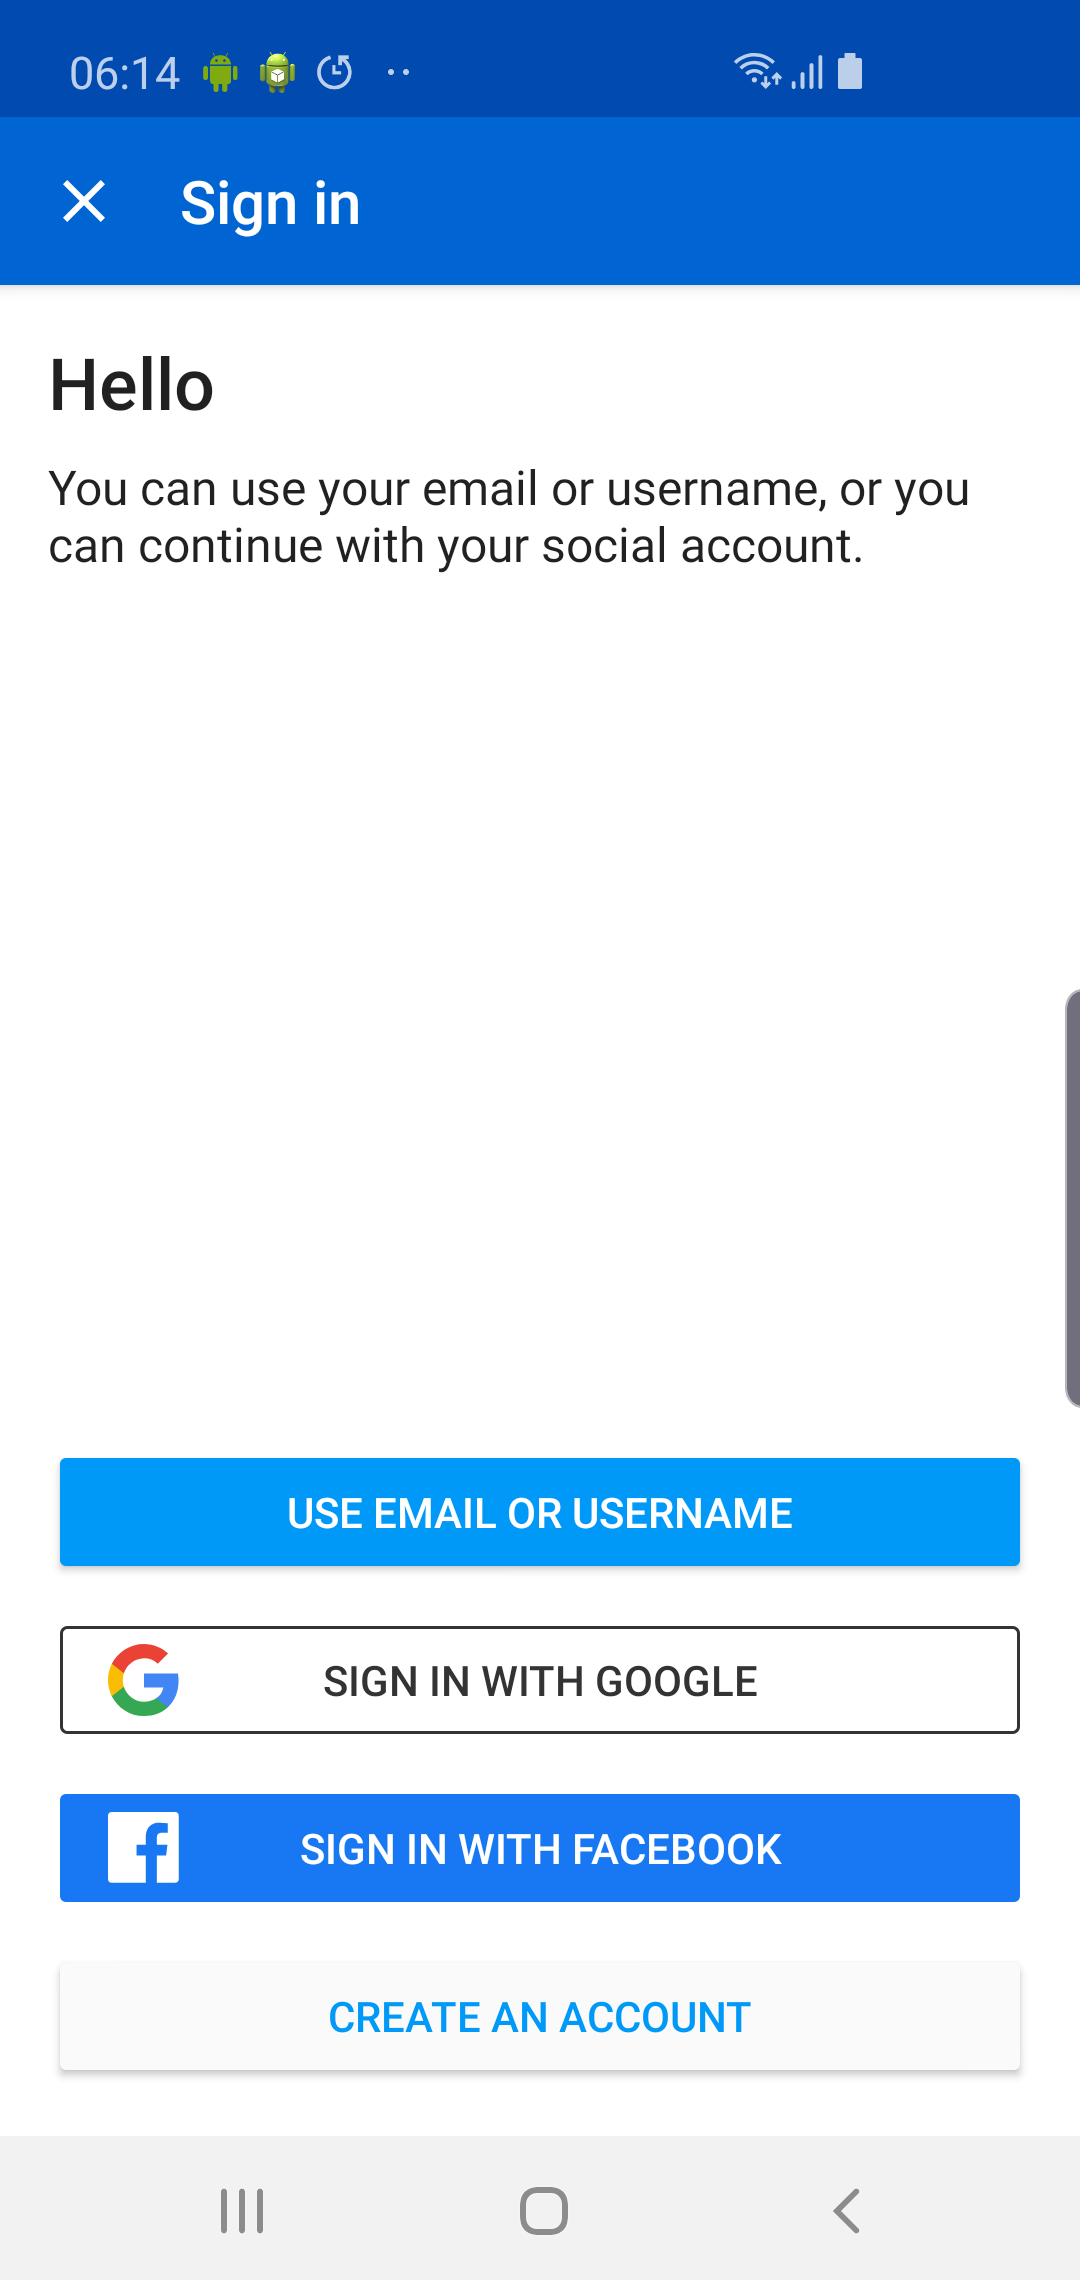 06:14
Sign in
Hello
You can use your email or username, or you
can continue with your social account.
USE EMAIL OR USERNAME
SIGN IN WITH GOOGLE
SIGN IN WITH FACEBOOK
CREATE AN ACCOUNT